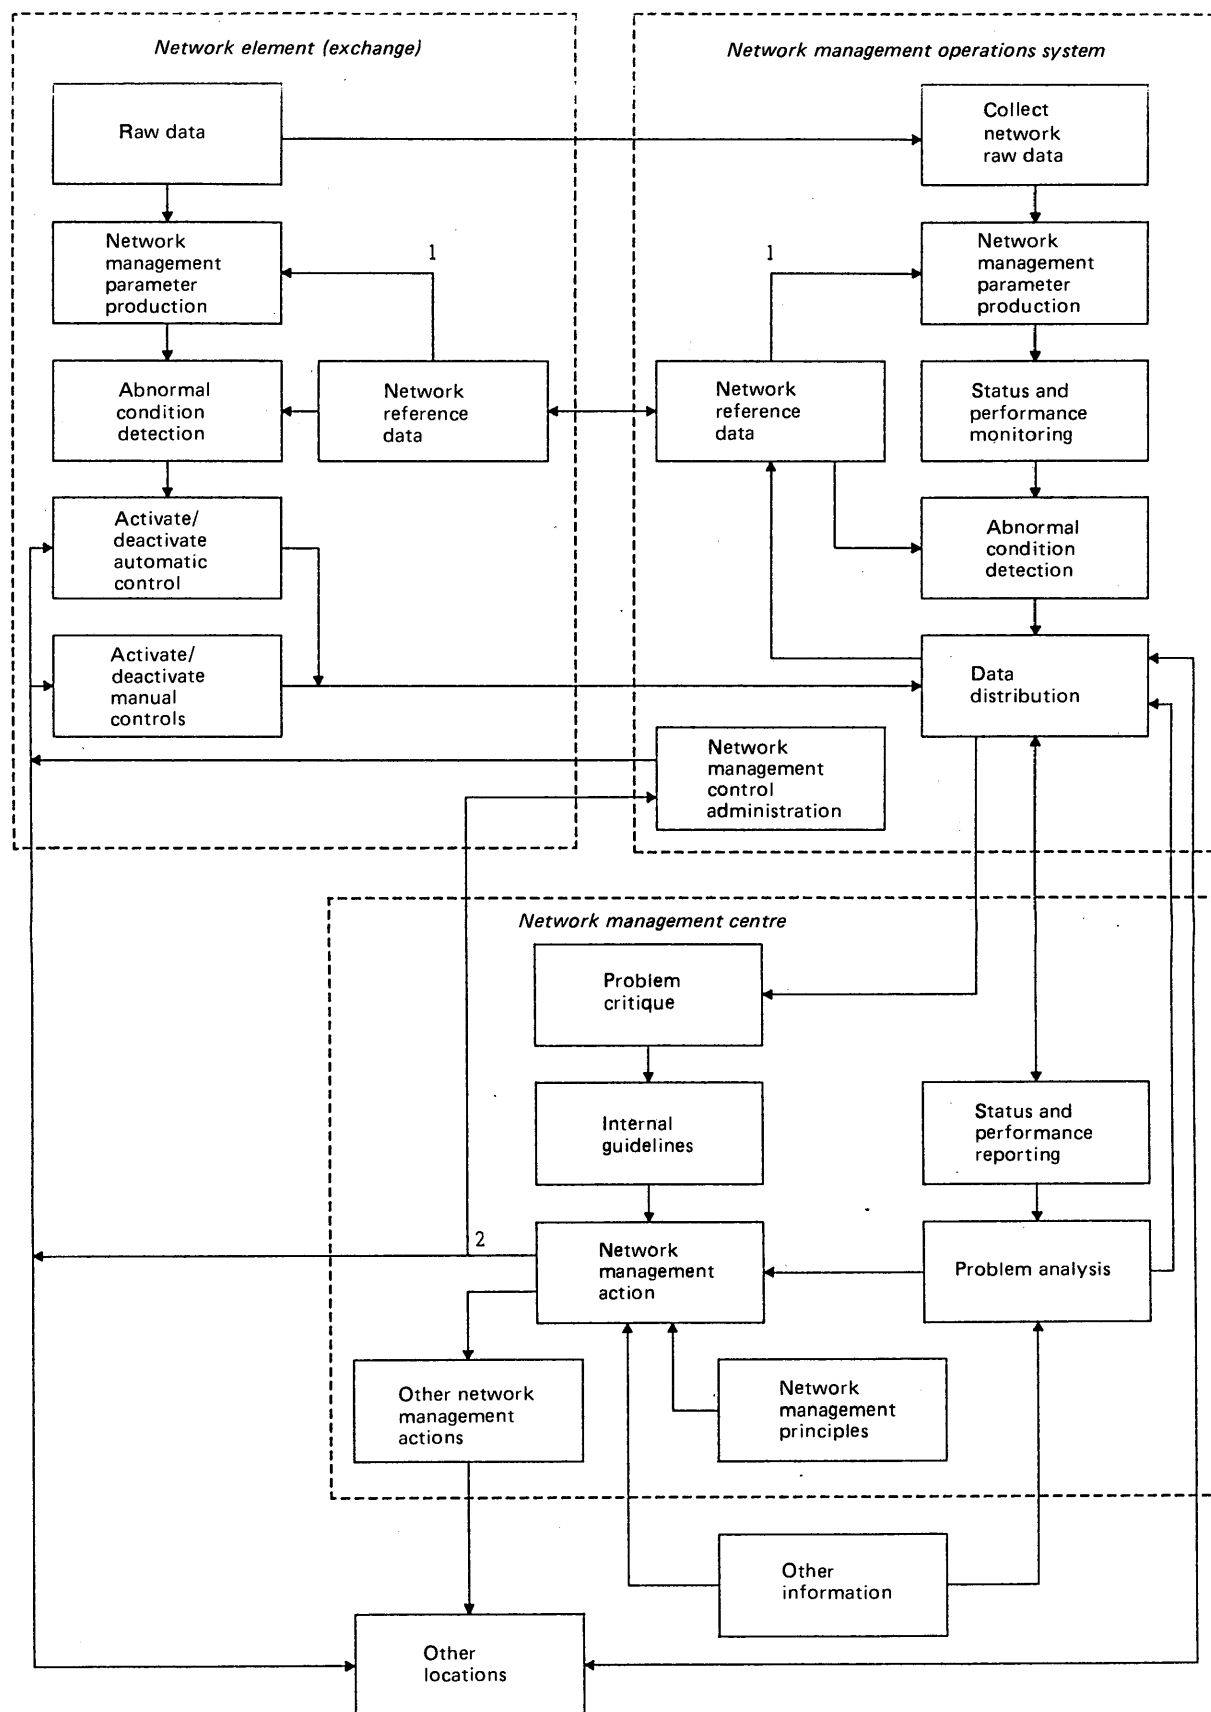 Network element (exchange)
Raw data
Network
management
parameter
production
1
Abnormal
condition
detection
Network
reference
data
Activate/
deactivate
automatic
control
Activate/
deactivate
manual
controls
Network management operations system
Collect
network
raw data
1
Network
management
parameter
production
Network
reference
data
Status and
performance
monitoring
Abnormal
condition
detection
Data
distribution
Network
management
control
administration
Network management centre
Problem
critique
Internal
guidelines
Status and
performance
reporting
2
Network
management
action
Problem analysis
Other network
management
actions
Network
management
principles
Other
information
Other
locations